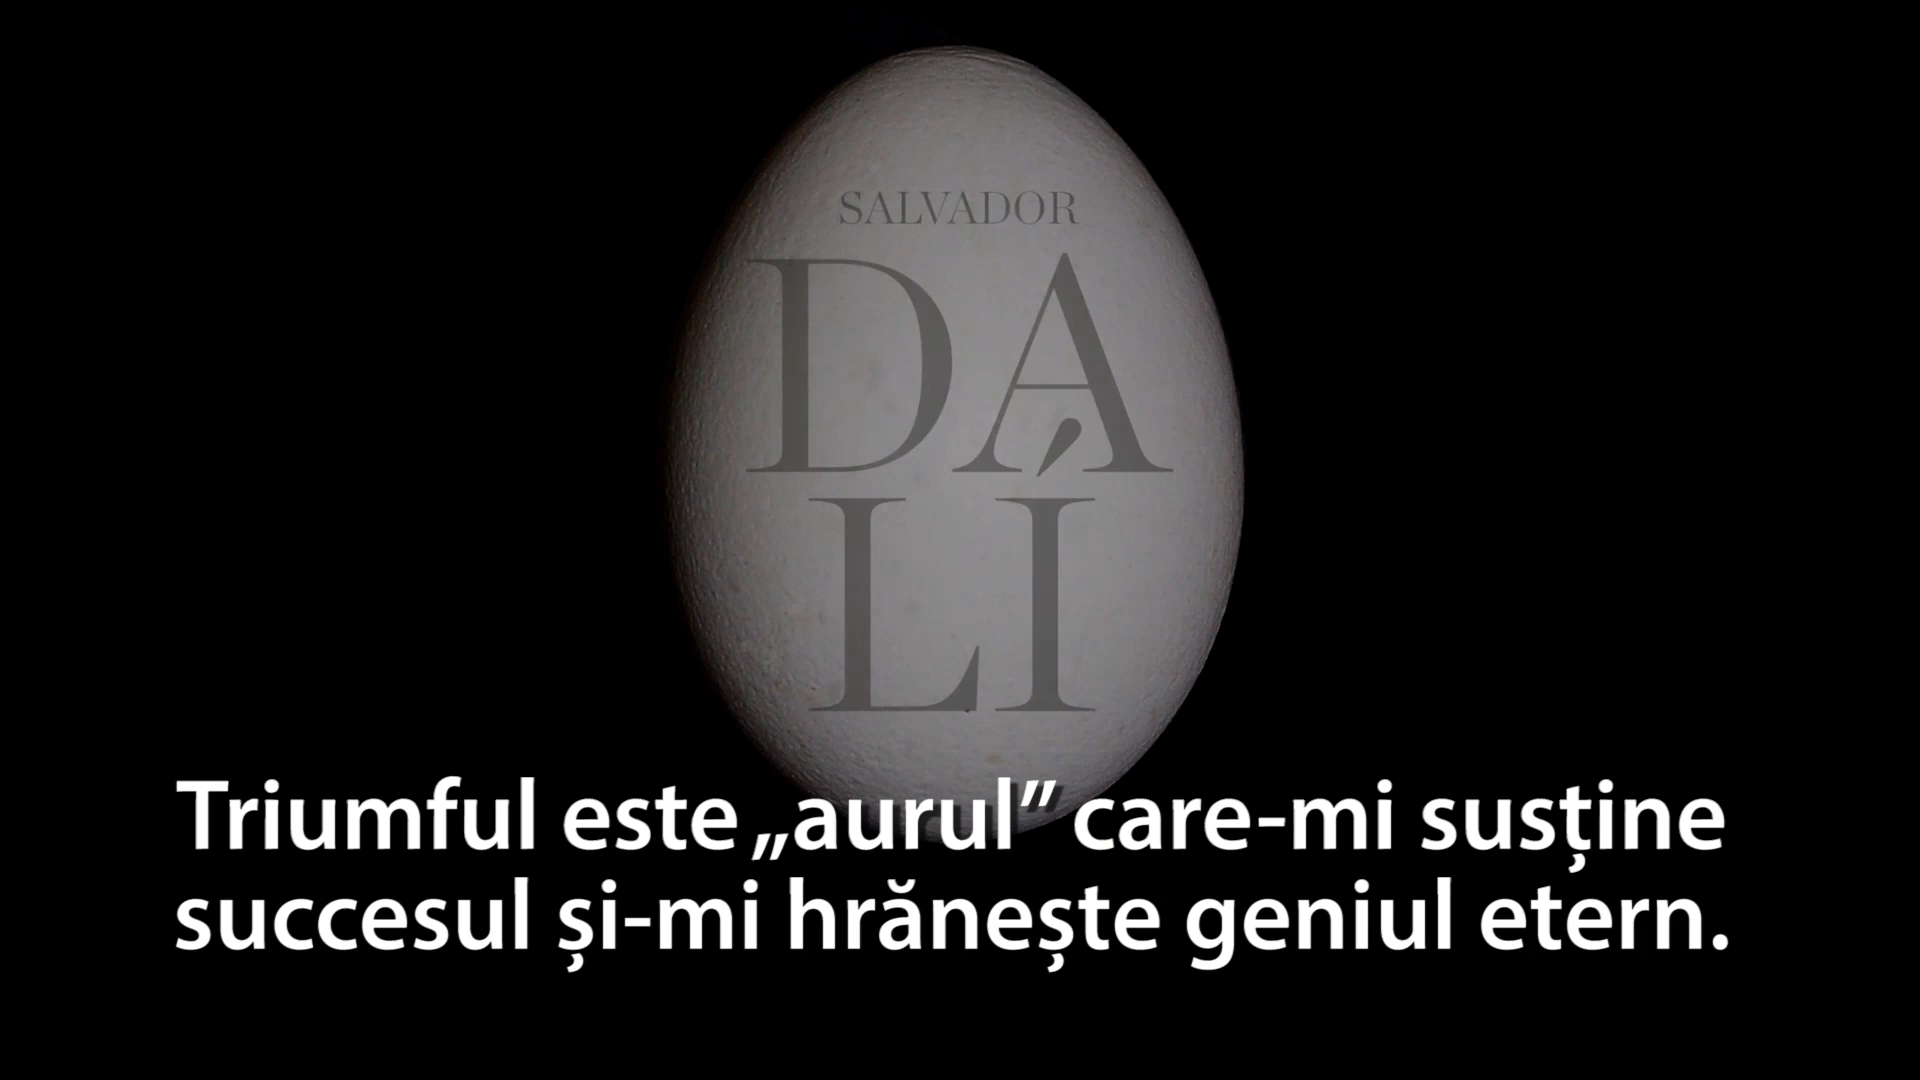 SALVADOR
DA
LÍ
Triumful este „aurul” care-mi susține
succesul și-mi hrănește geniul etern.